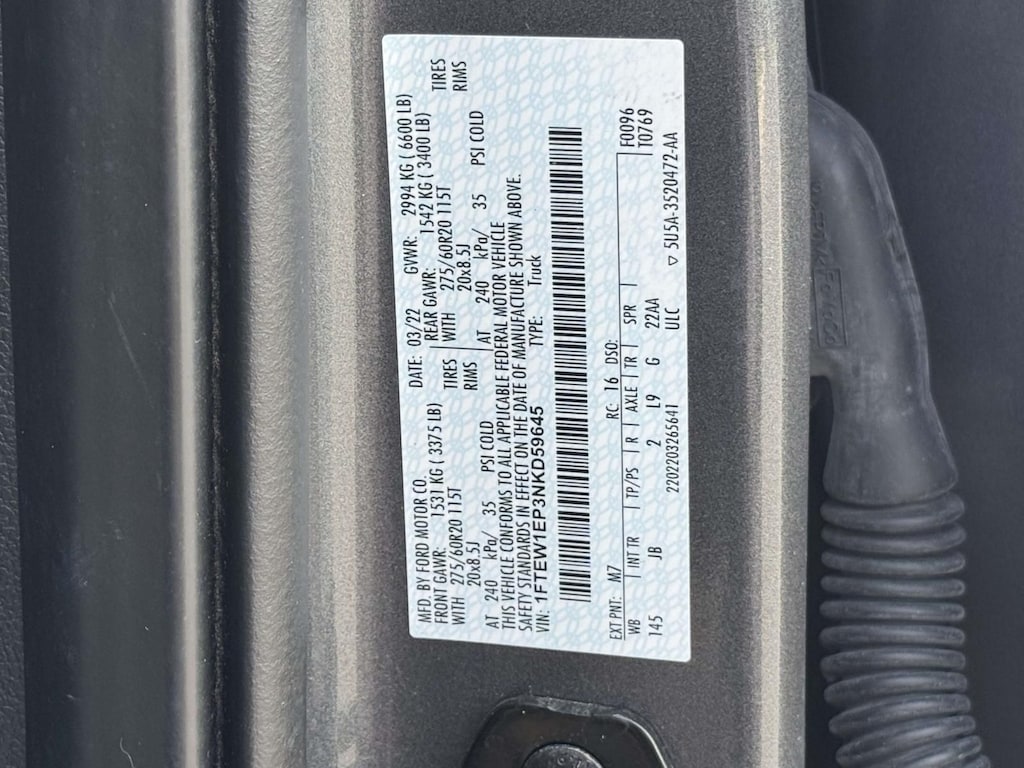 MFD. BY FORD MOTOR CO.
DATE: 03/22 GVWR: 2994 KG ( 6600 LB)
FRONT GAWR: 1531 KG ( 3375 LB)
REAR GAWR: 1542 KG ( 3400 LB)
WITH 275/60R20 115T TIRES
WITH 275/60R20 115T TIRES
20x8.5J RIMS
20x8.5J RIMS
AT 240 kPa/ 35 PSI COLD
AT 240 kPa/ 35 PSI COLD
THIS VEHICLE CONFORMS TO ALL APPLICABLE FEDERAL MOTOR VEHICLE
SAFETY STANDARDS IN EFFECT ON THE DATE OF MANUFACTURE SHOWN ABOVE.
VIN: 1FTEW1EP3NKD59645 TYPE: Truck
EXT PNT: M7 RC: 16 DSO: F0096
WB INT TR TP/PS R AXLE TR SPR T0769
145 JB 2 L9 G 22AA
ULC
20220326564​1 ▽ 5U5A-3520472-AA